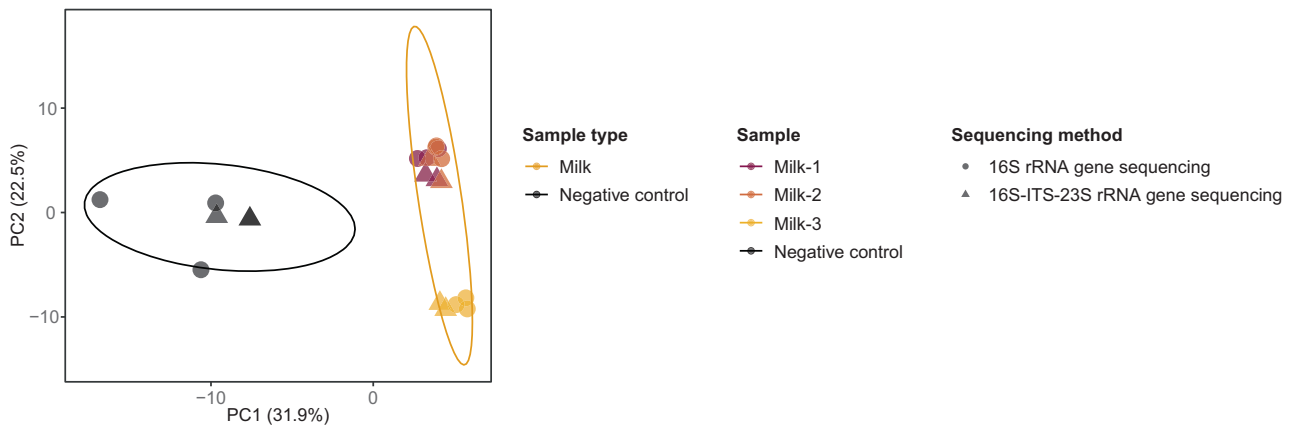 PC2 (22.5%)
10
0
−10
−10
0
PC1 (31.9%)
Sample type
Milk
Negative control
Sample
Milk-1
Milk-2
Milk-3
Negative control
Sequencing method
16S rRNA gene sequencing
16S-ITS-23S rRNA gene sequencing